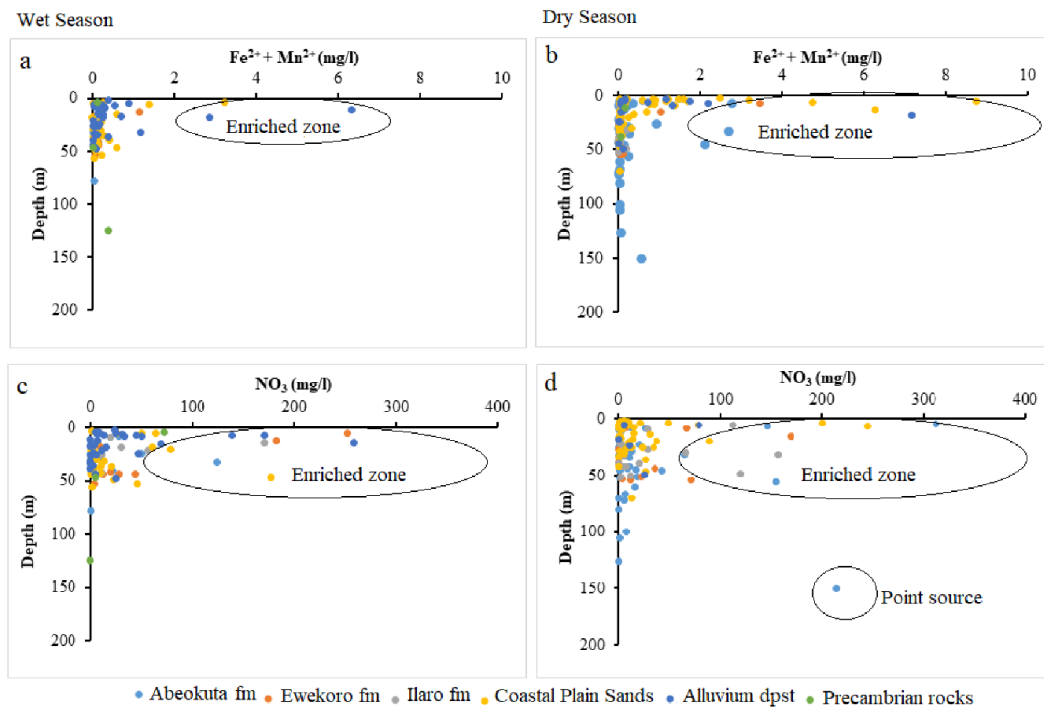 Wet Season
Dry Season
a
Fe²⁺ + Mn²⁺ (mg/l)
0 2 4 6 8 10
0
50
100
150
200
Depth (m)
Enriched zone
b
Fe²⁺ + Mn²⁺ (mg/l)
0 2 4 6 8 10
0
50
100
150
200
Depth (m)
Enriched zone
c
NO₃ (mg/l)
0 100 200 300 400
0
50
100
150
200
Depth (m)
Enriched zone
d
NO₃ (mg/l)
0 100 200 300 400
0
50
100
150
200
Depth (m)
Enriched zone
Point source
Abeokuta fm Ewekoro fm Ilaro fm Coastal Plain Sands Alluvium dpst Precambrian rocks